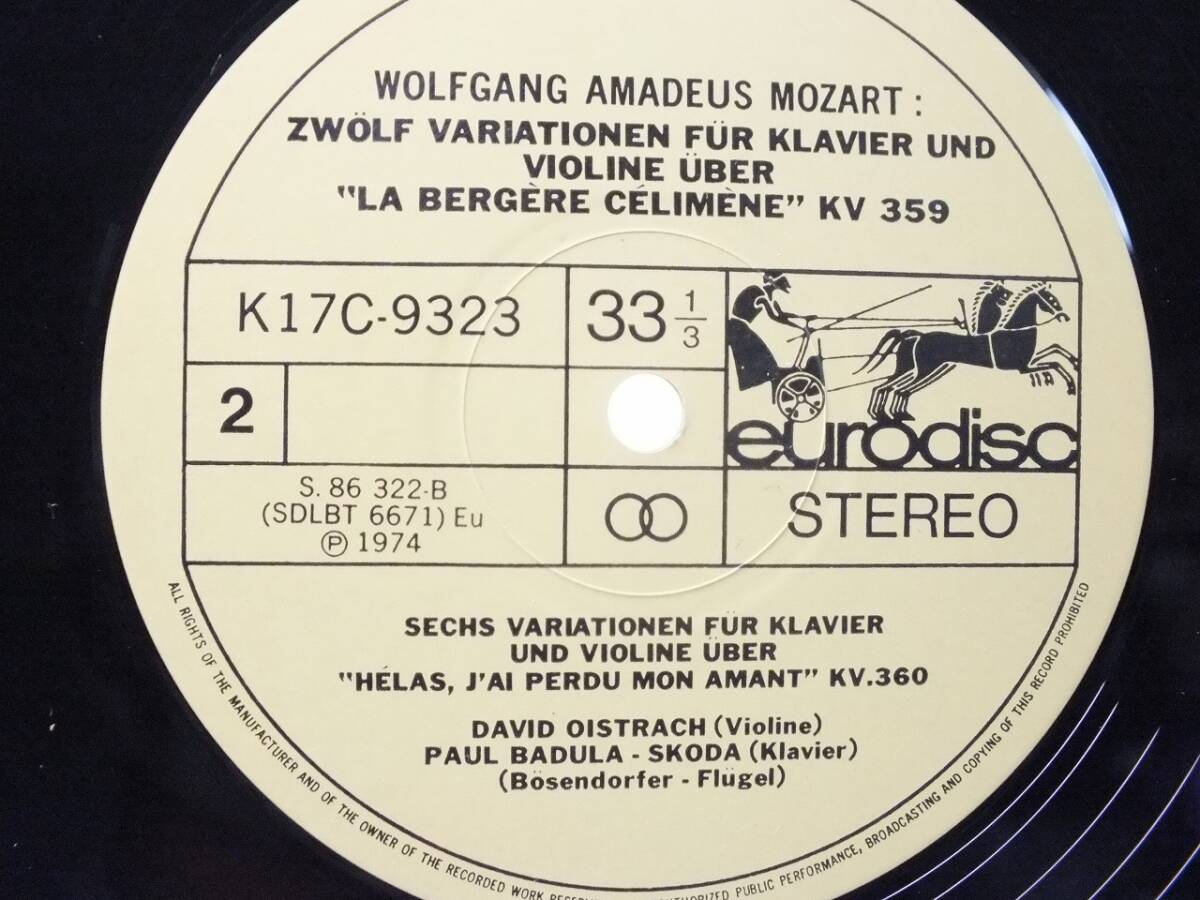 WOLFGANG AMADEUS MOZART:
ZWÖLF VARIATIONEN FÜR KLAVIER UND
VIOLINE ÜBER
"LA BERGÈRE CÉLIMÈNE" KV 359
K17C-9323
33 1/3
2
eurodisc
S. 86 322-B
(SDLBT 6671) Eu
Ⓟ 1974
STEREO
SECHS VARIATIONEN FÜR KLAVIER
UND VIOLINE ÜBER
"HÉLAS, J'AI PERDU MON AMANT" KV.360
DAVID OISTRACH (Violine)
PAUL BADULA - SKODA (Klavier)
(Bösendorfer - Flügel)
ALL RIGHTS OF THE MANUFACTURER AND OF THE OWNER OF THE RECORDED WORK PUBLIC PERFORMANCE, BROADCASTING AND COPYING OF THIS RECORD PROHIBITED